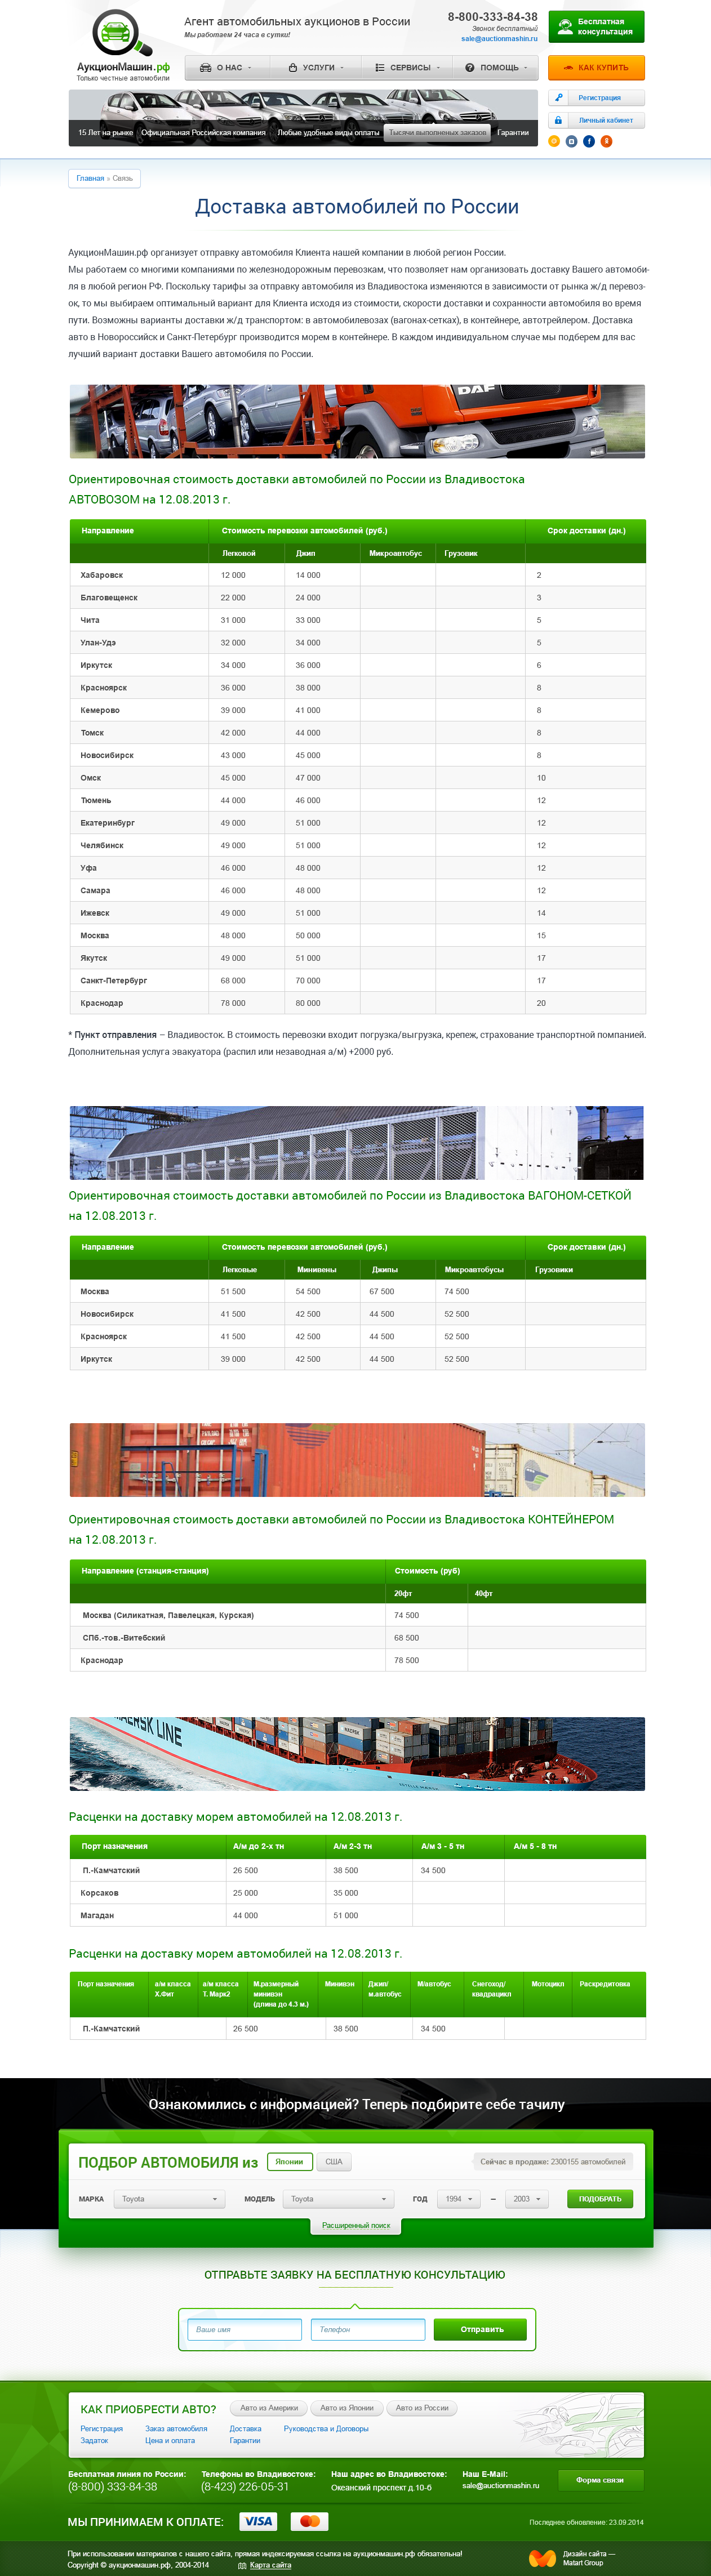 Агент автомобильных аукционов в России
Мы работаем 24 часа в сутки!
8-800-333-84-38
Звонок бесплатный
sale@auctionmashin.ru
Бесплатная
консультация
АукционМашин.рф
Только честные автомобили
О НАС
УСЛУГИ
СЕРВИСЫ
ПОМОЩЬ
КАК КУПИТЬ
Регистрация
Личный кабинет
15 Лет на рынке Официальная Российская компания Любые удобные виды оплаты Тысячи выполненых заказов Гарантии
Главная » Связь
Доставка автомобилей по России
АукционМашин.рф организует отправку автомобиля Клиента нашей компании в любой регион России.
Мы работаем со многими компаниями по железнодорожным перевозкам, что позволяет нам организовать доставку Вашего автомоби-
ля в любой регион РФ. Поскольку тарифы за отправку автомобиля из Владивостока изменяются в зависимости от рынка ж/д перевоз-
ок, то мы выбираем оптимальный вариант для Клиента исходя из стоимости, скорости доставки и сохранности автомобиля во время
пути. Возможны варианты доставки ж/д транспортом: в автомобилевозах (вагонах-сетках), в контейнере, автотрейлером. Доставка
авто в Новороссийск и Санкт-Петербург производится морем в контейнере. В каждом индивидуальном случае мы подберем для вас
лучший вариант доставки Вашего автомобиля по России.
DAF
Ориентировочная стоимость доставки автомобилей по России из Владивостока
АВТОВОЗОМ на 12.08.2013 г.
Направление Стоимость перевозки автомобилей (руб.) Срок доставки (дн.)
Легковой Джип Микроавтобус Грузовик
Хабаровск 12 000 14 000 2
Благовещенск 22 000 24 000 3
Чита 31 000 33 000 5
Улан-Удэ 32 000 34 000 5
Иркутск 34 000 36 000 6
Красноярск 36 000 38 000 8
Кемерово 39 000 41 000 8
Томск 42 000 44 000 8
Новосибирск 43 000 45 000 8
Омск 45 000 47 000 10
Тюмень 44 000 46 000 12
Екатеринбург 49 000 51 000 12
Челябинск 49 000 51 000 12
Уфа 46 000 48 000 12
Самара 46 000 48 000 12
Ижевск 49 000 51 000 14
Москва 48 000 50 000 15
Якутск 49 000 51 000 17
Санкт-Петербург 68 000 70 000 17
Краснодар 78 000 80 000 20
* Пункт отправления – Владивосток. В стоимость перевозки входит погрузка/выгрузка, крепеж, страхование транспортной помпанией.
Дополнительная услуга эвакуатора (распил или незаводная а/м) +2000 руб.
Ориентировочная стоимость доставки автомобилей по России из Владивостока ВАГОНОМ-СЕТКОЙ
на 12.08.2013 г.
Направление Стоимость перевозки автомобилей (руб.) Срок доставки (дн.)
Легковые Минивены Джипы Микроавтобусы Грузовики
Москва 51 500 54 500 67 500 74 500
Новосибирск 41 500 42 500 44 500 52 500
Красноярск 41 500 42 500 44 500 52 500
Иркутск 39 000 42 500 44 500 52 500
Ориентировочная стоимость доставки автомобилей по России из Владивостока КОНТЕЙНЕРОМ
на 12.08.2013 г.
Направление (станция-станция) Стоимость (руб)
20фт 40фт
Москва (Силикатная, Павелецкая, Курская) 74 500
СПб.-тов.-Витебский 68 500
Краснодар 78 500
MAERSK LINE
Расценки на доставку морем автомобилей на 12.08.2013 г.
Порт назначения А/м до 2-х тн А/м 2-3 тн А/м 3 - 5 тн А/м 5 - 8 тн
П.-Камчатский 26 500 38 500 34 500
Корсаков 25 000 35 000
Магадан 44 000 51 000
Расценки на доставку морем автомобилей на 12.08.2013 г.
Порт назначения а/м класса а/м класса М.размерный Минивэн Джип/ М/автобус Снегоход/ Мотоцикл Раскредитовка
Х.Фит Т. Марк2 минивэн м.автобус квадрацикл
(длина до 4.3 м.)
П.-Камчатский 26 500 38 500 34 500
Ознакомились с информацией? Теперь подбирите себе тачилу
ПОДБОР АВТОМОБИЛЯ из
Японии
США
Сейчас в продаже: 2300155 автомобилей
МАРКА Toyota МОДЕЛЬ Toyota ГОД 1994 – 2003 ПОДОБРАТЬ
Расширенный поиск
ОТПРАВЬТЕ ЗАЯВКУ НА БЕСПЛАТНУЮ КОНСУЛЬТАЦИЮ
Ваше имя
Телефон
Отправить
КАК ПРИОБРЕСТИ АВТО?
Авто из Америки
Авто из Японии
Авто из России
Регистрация Заказ автомобиля Доставка Руководства и Договоры
Задаток Цена и оплата Гарантии
Бесплатная линия по России: Телефоны во Владивостоке: Наш адрес во Владивостоке: Наш E-Mail:
(8-800) 333-84-38 (8-423) 226-05-31 Океанский проспект д.10-б sale@auctionmashin.ru
Форма связи
МЫ ПРИНИМАЕМ К ОПЛАТЕ:
VISA
MasterCard
Последнее обновление: 23.09.2014
При использовании материалов с нашего сайта, прямая индексируемая ссылка на аукционмашин.рф обязательна!
Copyright © аукционмашин.рф, 2004-2014
Карта сайта
Дизайн сайта —
Matart Group